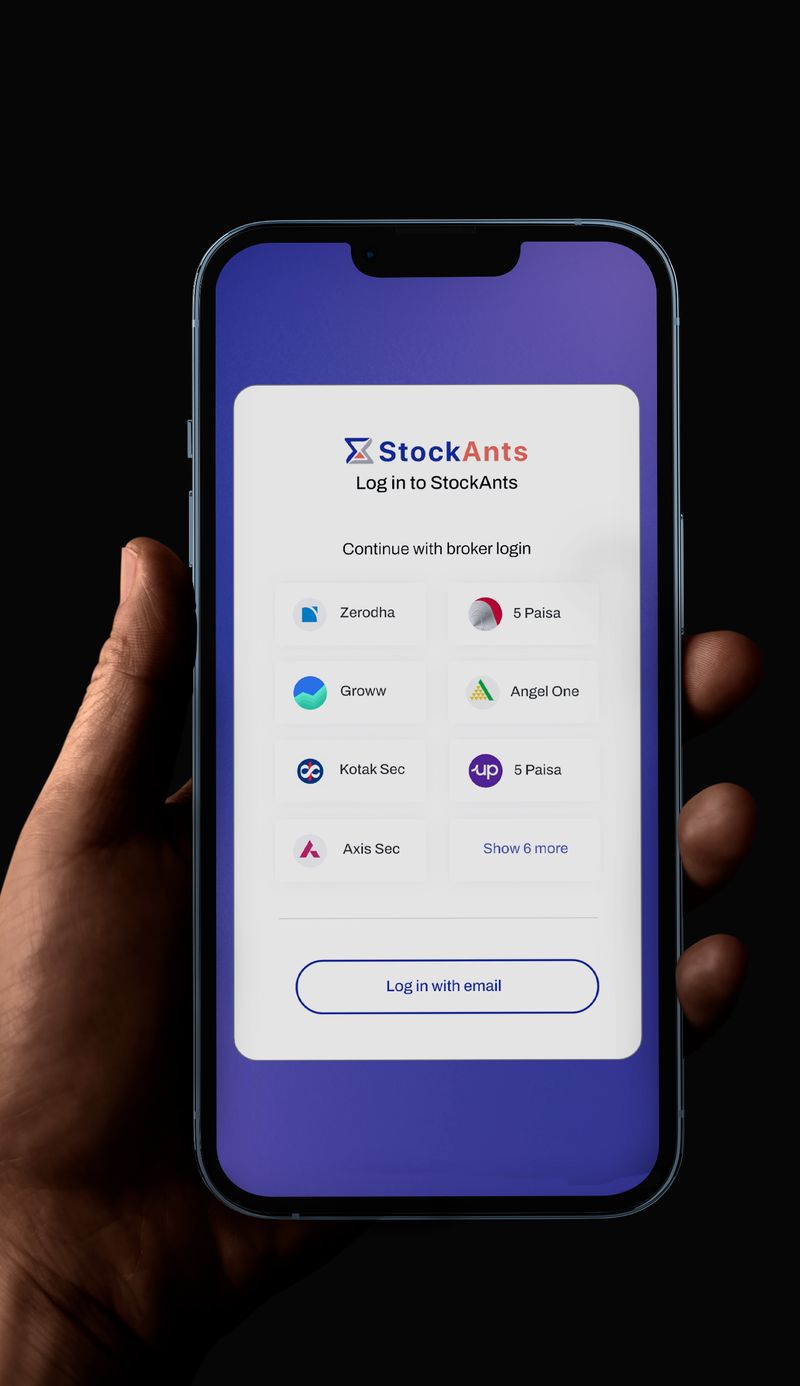 StockAnts
Log in to StockAnts
Continue with broker login
Zerodha
5 Paisa
Groww
Angel One
Kotak Sec
up
5 Paisa
Axis Sec
Show 6 more
Log in with email